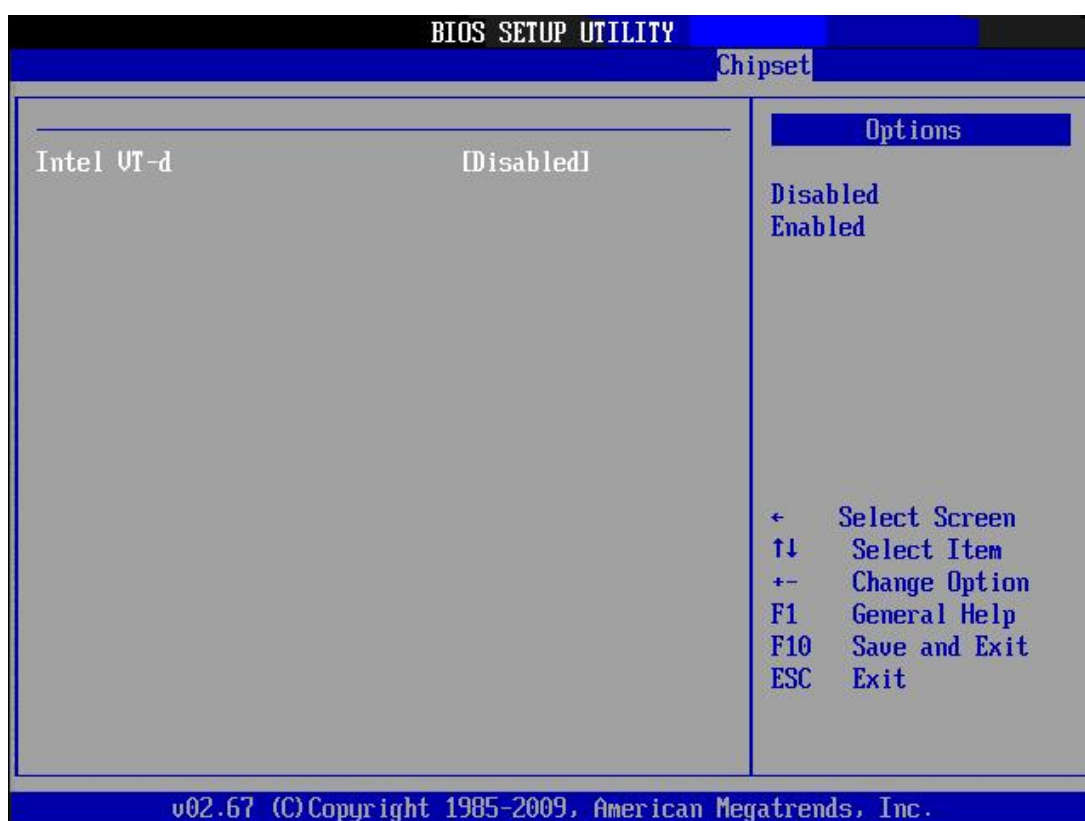 BIOS SETUP UTILITY
Chipset
Intel VT-d [Disabled]
Options
Disabled
Enabled
← Select Screen
↑↓ Select Item
+- Change Option
F1 General Help
F10 Save and Exit
ESC Exit
v02.67 (C)Copyright 1985-2009, American Megatrends, Inc.